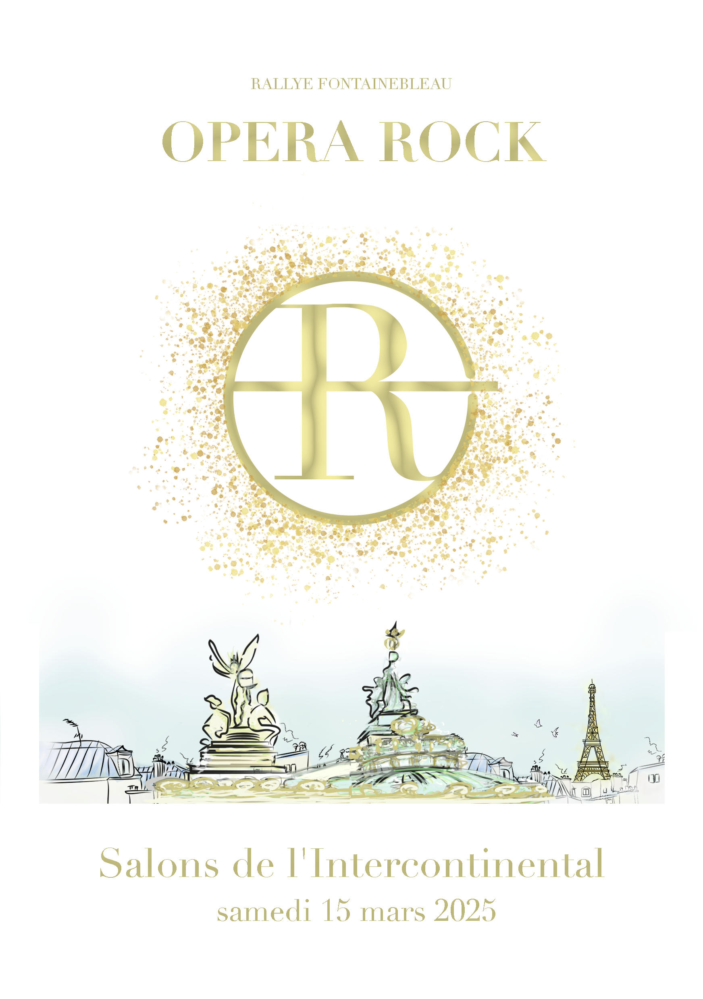 RALLYE FONTAINEBLEAU
OPERA ROCK
R
Salons de l'Intercontinental
samedi 15 mars 2025